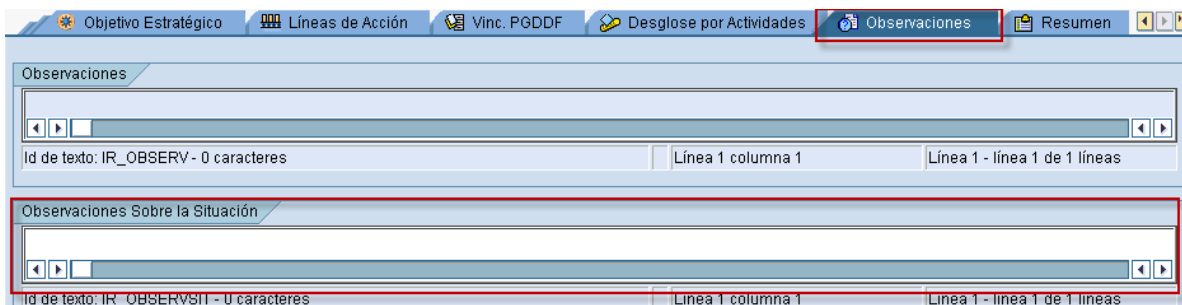 Objetivo Estratégico Líneas de Acción Vinc. PGDDF Desglose por Actividades Observaciones Resumen
Observaciones
Id de texto: IR_OBSERV - 0 caracteres Línea 1 columna 1 Línea 1 - línea 1 de 1 líneas
Observaciones Sobre la Situación
Id de texto: IR_OBSERVSIT - 0 caracteres Línea 1 columna 1 Línea 1 - línea 1 de 1 líneas